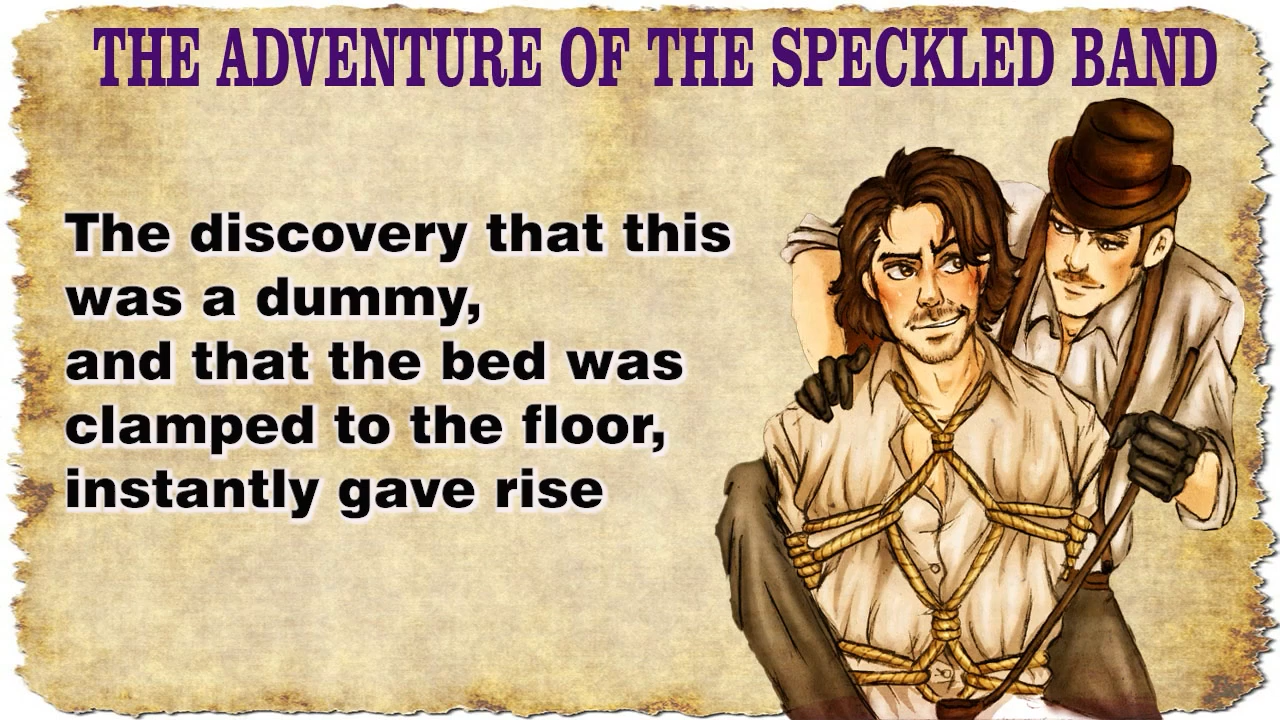 THE ADVENTURE OF THE SPECKLED BAND
The discovery that this
was a dummy,
and that the bed was
clamped to the floor,
instantly gave rise